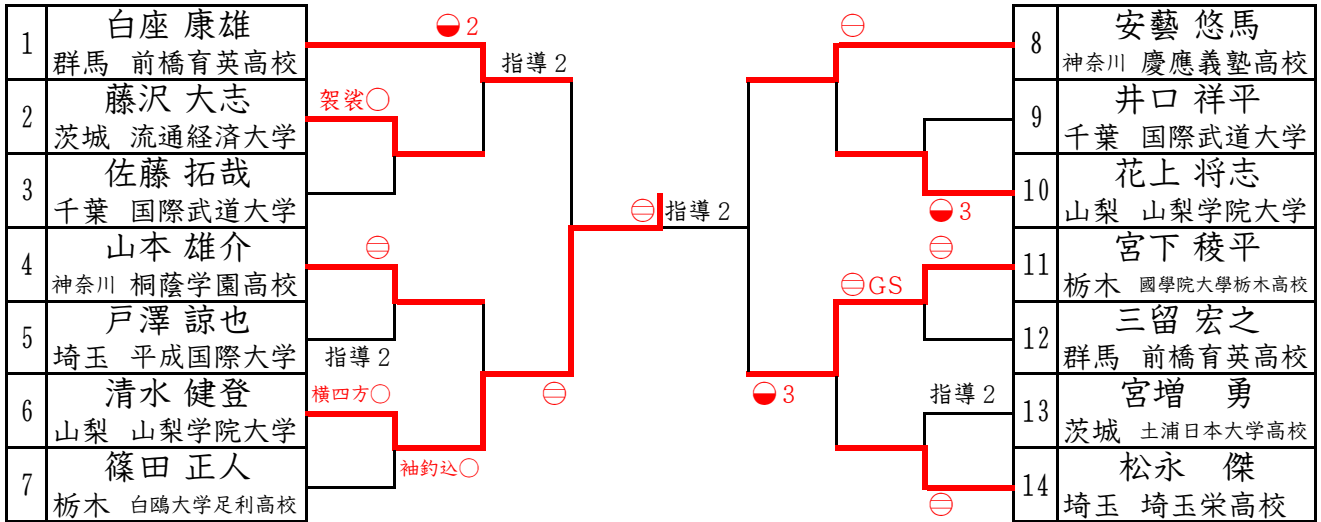 1
白座 康雄
群馬 前橋育英高校
2
藤沢 大志
茨城 流通経済大学
3
佐藤 拓哉
千葉 国際武道大学
4
山本 雄介
神奈川 桐蔭学園高校
5
戸澤 諒也
埼玉 平成国際大学
6
清水 健登
山梨 山梨学院大学
7
篠田 正人
栃木 白鴎大学足利高校
2
指導2
袈裟○
指導2
横四方○
袖釣込○
指導2
GS
3
3
指導2
8
安藝 悠馬
神奈川 慶應義塾高校
9
井口 祥平
千葉 国際武道大学
10
花上 将志
山梨 山梨学院大学
11
宮下 稜平
栃木 國學院大學栃木高校
12
三留 宏之
群馬 前橋育英高校
13
宮増 勇
茨城 土浦日本大学高校
14
松永 傑
埼玉 埼玉栄高校